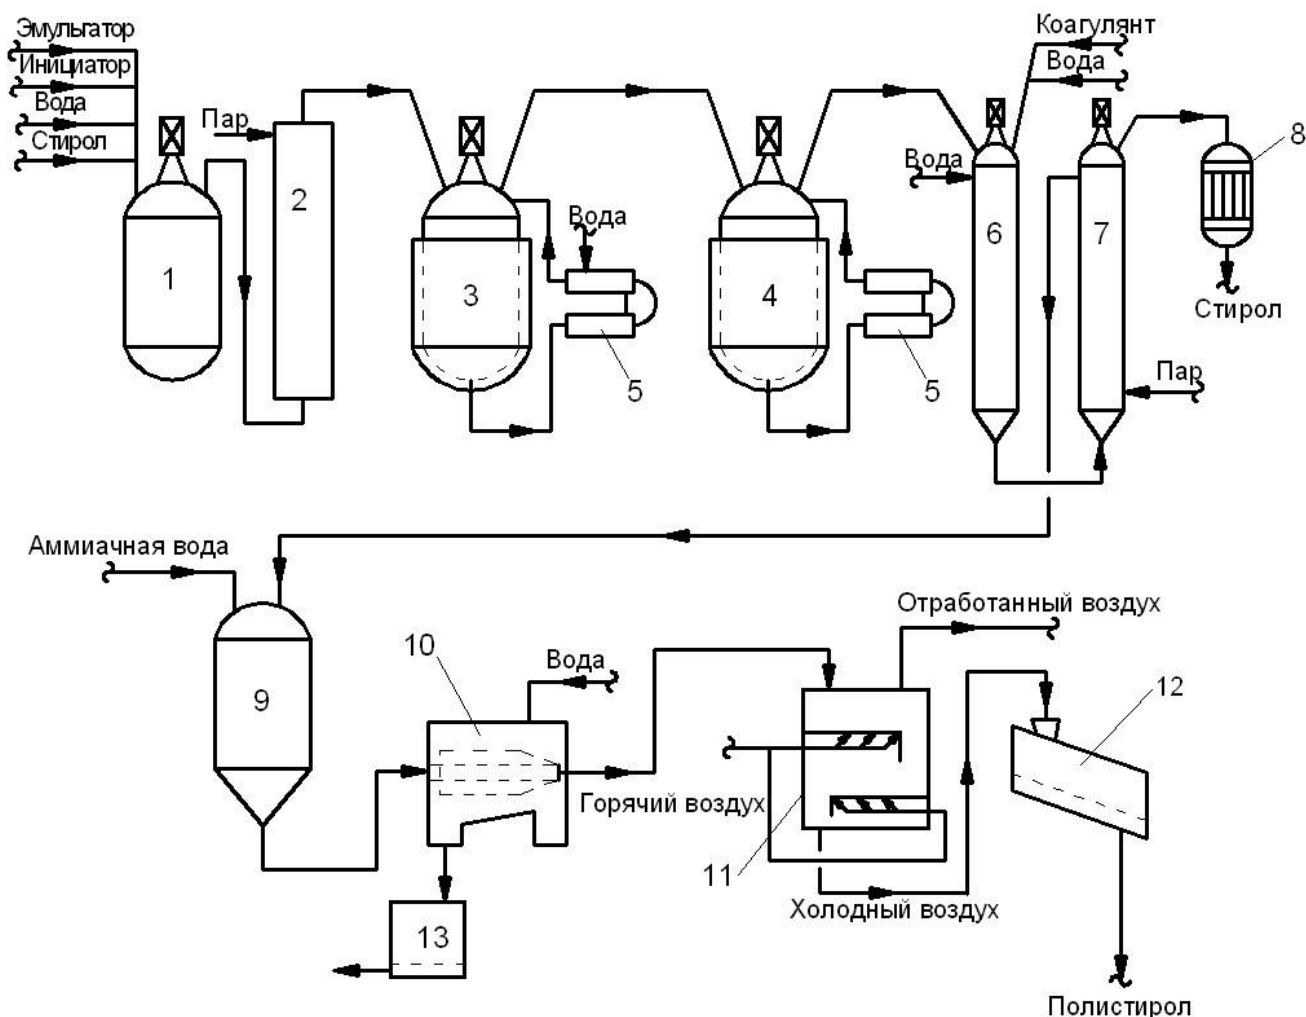 Эмульгатор
Инициатор
Вода
Стирол
Пар
Коагулянт
Вода
Вода
Вода
1
2
3
4
5
5
6
7
8
Стирол
Пар
Аммиачная вода
9
10
Вода
Горячий воздух
Отработанный воздух
11
Холодный воздух
12
13
Полистирол